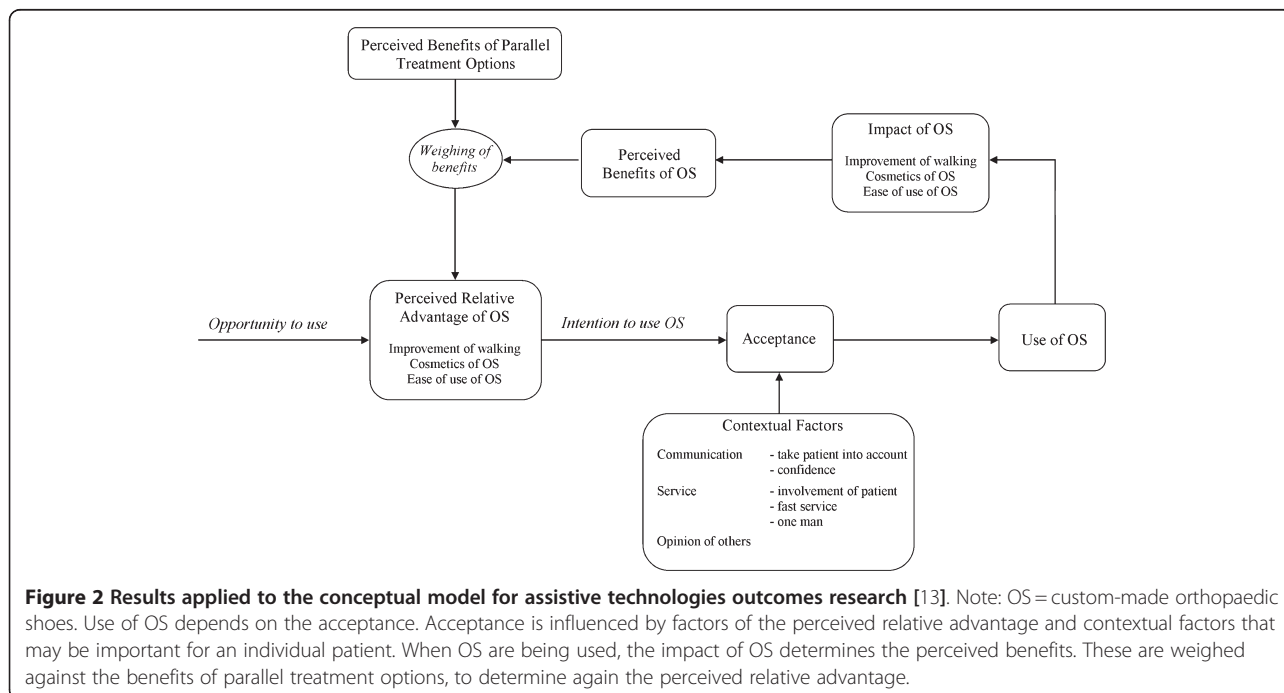 Perceived Benefits of Parallel
Treatment Options
Weighing of
benefits
Perceived
Benefits of OS
Impact of OS
Improvement of walking
Cosmetics of OS
Ease of use of OS
Opportunity to use
Perceived Relative
Advantage of OS
Improvement of walking
Cosmetics of OS
Ease of use of OS
Intention to use OS
Acceptance
Use of OS
Contextual Factors
Communication - take patient into account
- confidence
Service - involvement of patient
- fast service
- one man
Opinion of others
Figure 2 Results applied to the conceptual model for assistive technologies outcomes research [13]. Note: OS = custom-made orthopaedic
shoes. Use of OS depends on the acceptance. Acceptance is influenced by factors of the perceived relative advantage and contextual factors that
may be important for an individual patient. When OS are being used, the impact of OS determines the perceived benefits. These are weighed
against the benefits of parallel treatment options, to determine again the perceived relative advantage.